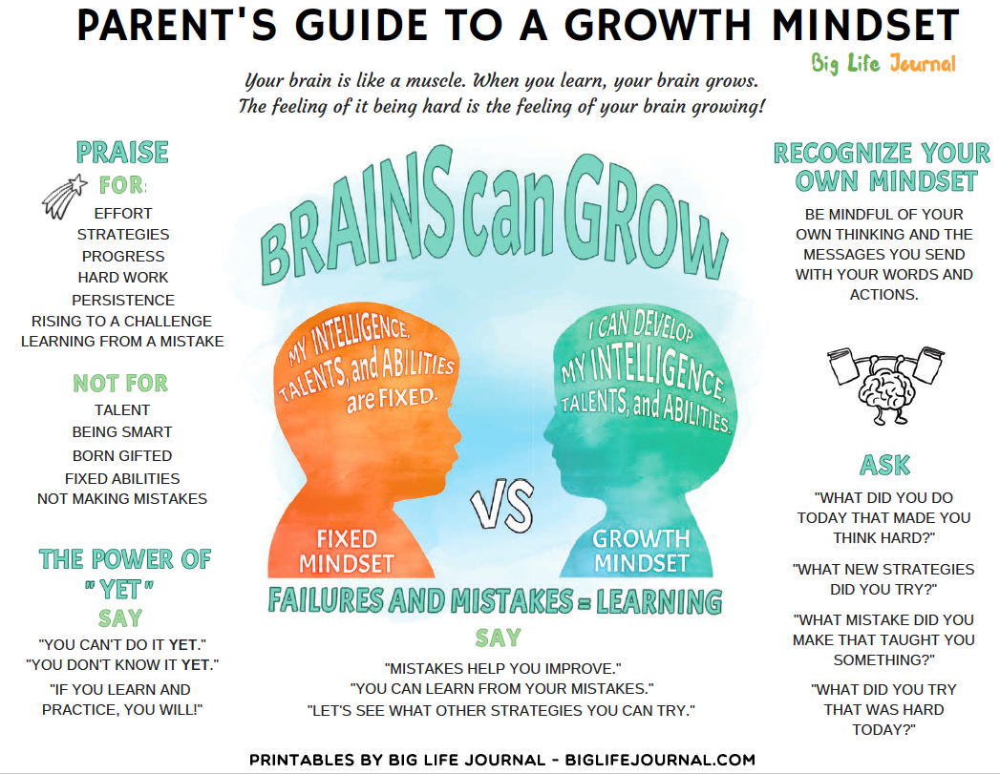 PARENT'S GUIDE TO A GROWTH MINDSET
Big Life Journal
Your brain is like a muscle. When you learn, your brain grows.
The feeling of it being hard is the feeling of your brain growing!
PRAISE
FOR:
EFFORT
STRATEGIES
PROGRESS
HARD WORK
PERSISTENCE
RISING TO A CHALLENGE
LEARNING FROM A MISTAKE
NOT FOR
TALENT
BEING SMART
BORN GIFTED
FIXED ABILITIES
NOT MAKING MISTAKES
THE POWER OF
"YET"
SAY
"YOU CAN'T DO IT YET."
"YOU DON'T KNOW IT YET."
"IF YOU LEARN AND
PRACTICE, YOU WILL!"
BRAINS can GROW
MY INTELLIGENCE,
TALENTS, and ABILITIES
are FIXED.
FIXED
MINDSET
VS
I CAN DEVELOP
MY INTELLIGENCE,
TALENTS, and ABILITIES.
GROWTH
MINDSET
FAILURES AND MISTAKES = LEARNING
SAY
"MISTAKES HELP YOU IMPROVE."
"YOU CAN LEARN FROM YOUR MISTAKES."
"LET'S SEE WHAT OTHER STRATEGIES YOU CAN TRY."
RECOGNIZE YOUR
OWN MINDSET
BE MINDFUL OF YOUR
OWN THINKING AND THE
MESSAGES YOU SEND
WITH YOUR WORDS AND
ACTIONS.
ASK
"WHAT DID YOU DO
TODAY THAT MADE YOU
THINK HARD?"
"WHAT NEW STRATEGIES
DID YOU TRY?"
"WHAT MISTAKE DID YOU
MAKE THAT TAUGHT YOU
SOMETHING?"
"WHAT DID YOU TRY
THAT WAS HARD
TODAY?"
PRINTABLES BY BIG LIFE JOURNAL - BIGLIFEJOURNAL.COM